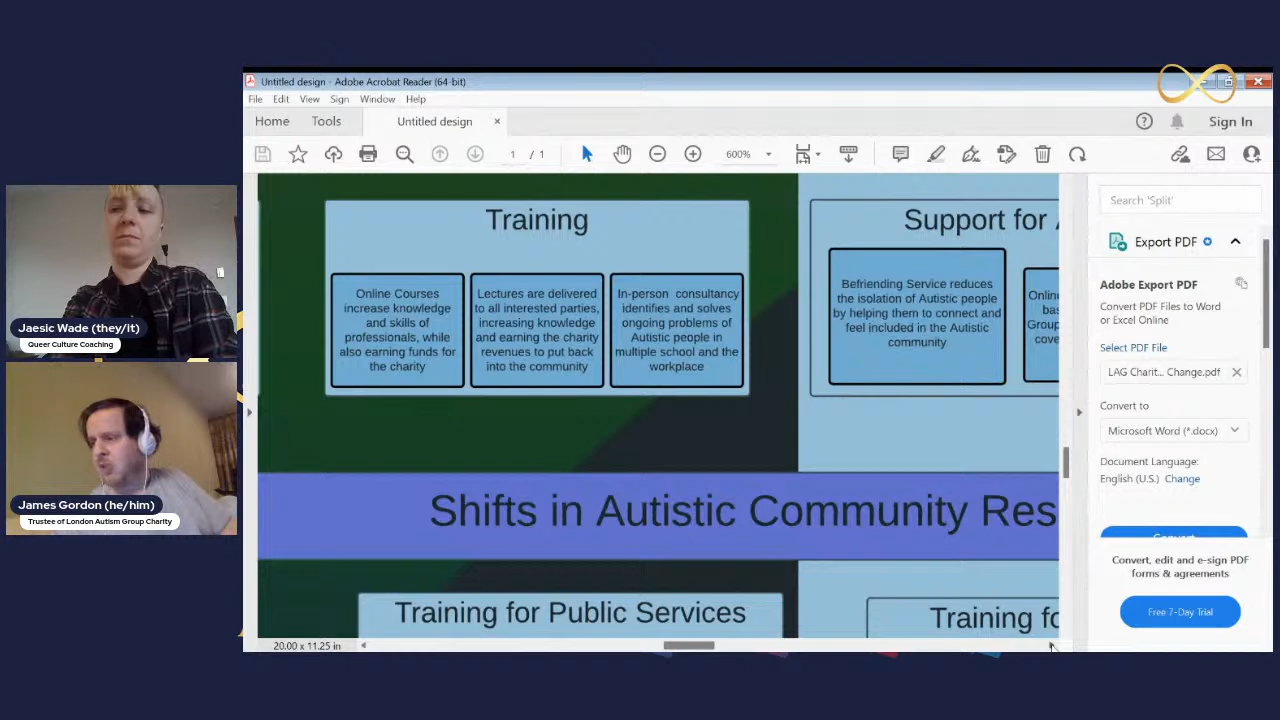 Untitled design - Adobe Acrobat Reader (64-bit)
File Edit View Sign Window Help
Home Tools Untitled design × Sign In
1 / 1 600%
Training
Online Courses
increase knowledge
and skills of
professionals, while
also earning funds for
the charity
Lectures are delivered
to all interested parties,
increasing knowledge
and earning the charity
revenues to put back
into the community
In-person consultancy
identifies and solves
ongoing problems of
Autistic people in
multiple school and the
workplace
Support for
Befriending Service reduces
the isolation of Autistic people
by helping them to connect and
feel included in the Autistic
community
Shifts in Autistic Community Res
Training for Public Services
Training
20.00 x 11.25 in
Search 'Split'
Export PDF
Adobe Export PDF
Convert PDF Files to Word
or Excel Online
Select PDF File
LAG Charit... Change.pdf
Convert to
Microsoft Word (*.docx)
Document Language:
English (U.S.) Change
Convert
Convert, edit and e-sign PDF
forms & agreements
Free 7-Day Trial
Jaesic Wade (they/it)
Queer Culture Coaching
James Gordon (he/him)
Trustee of London Autism Group Charity